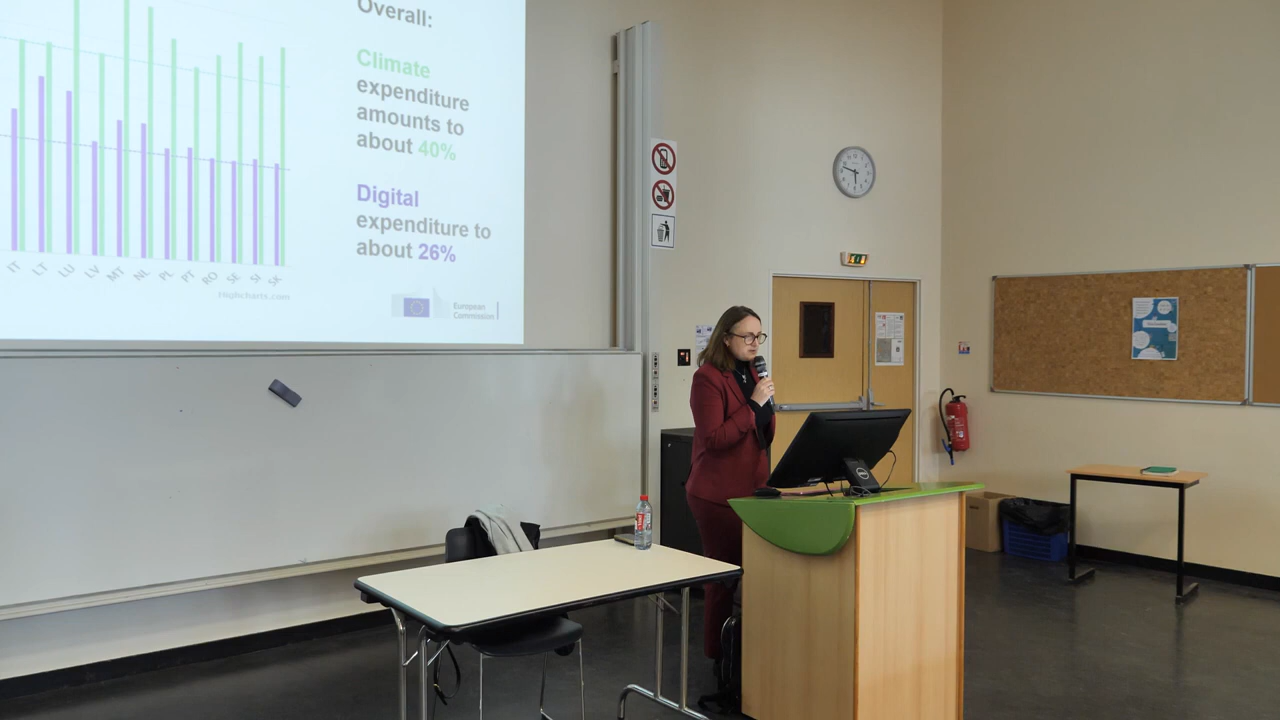 Overall:
Climate
expenditure
amounts to
about 40%
Digital
expenditure to
about 26%
IT LT LU LV MT NL PL PT RO SE SI SK
Highcharts.com
European
Commission
DELL